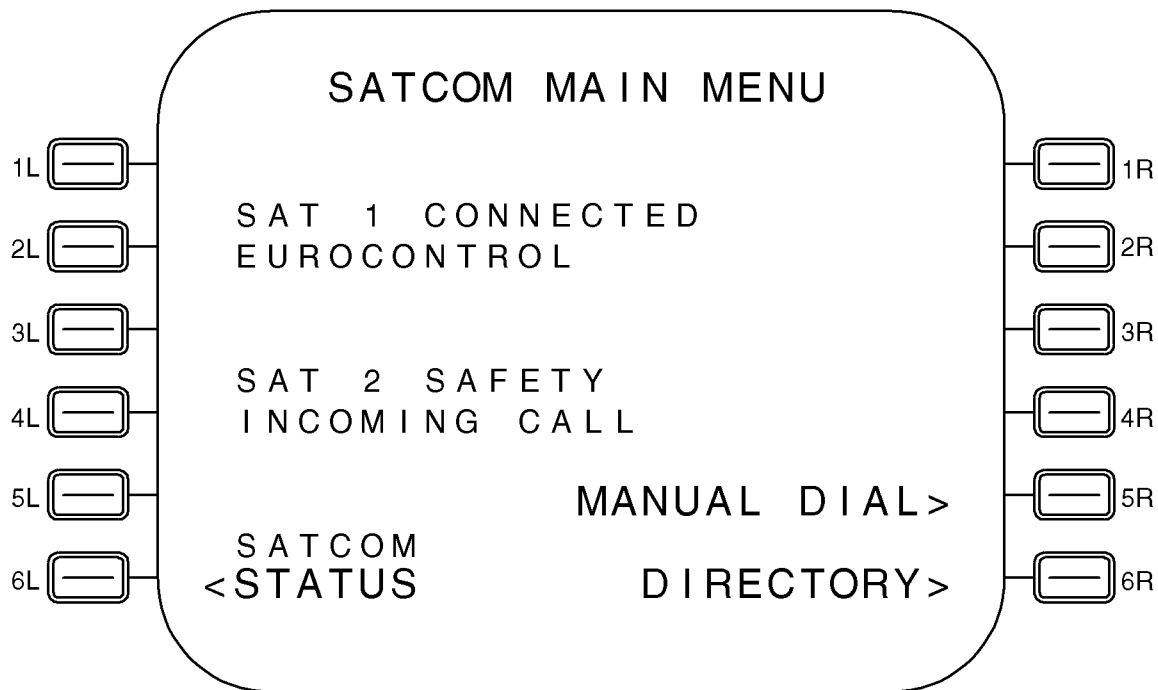 SATCOM MAIN MENU
1L
1R
SAT 1 CONNECTED
2L
EUROCONTROL
2R
3L
3R
SAT 2 SAFETY
4L
INCOMING CALL
4R
5L
MANUAL DIAL>
5R
SATCOM
6L
<STATUS
DIRECTORY>
6R